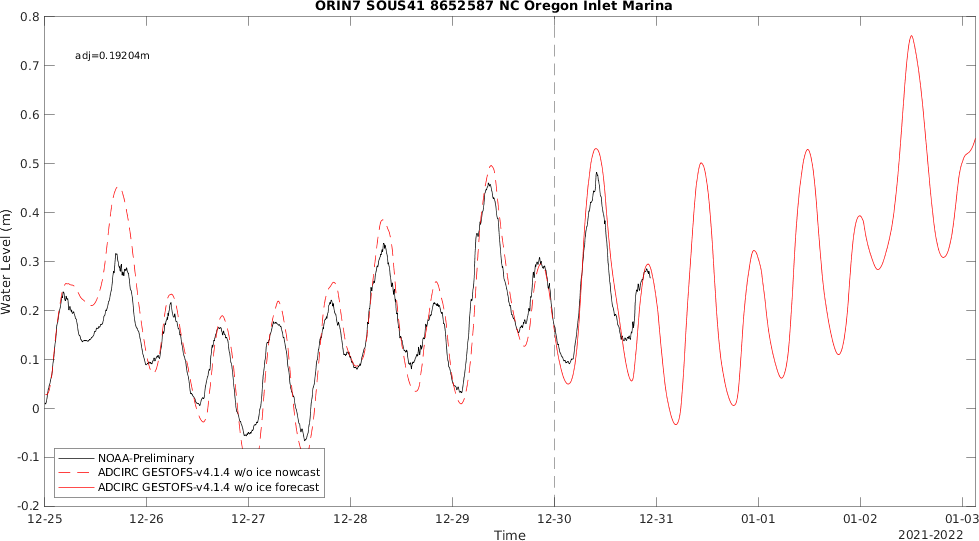 ORIN7 SOUS41 8652587 NC Oregon Inlet Marina
adj=0.19204m
Water Level (m)
0.8
0.7
0.6
0.5
0.4
0.3
0.2
0.1
0
-0.1
-0.2
NOAA-Preliminary
ADCIRC GESTOFS-v4.1.4 w/o ice nowcast
ADCIRC GESTOFS-v4.1.4 w/o ice forecast
12-25 12-26 12-27 12-28 12-29 12-30 12-31 01-01 01-02 01-03
Time
2021-2022